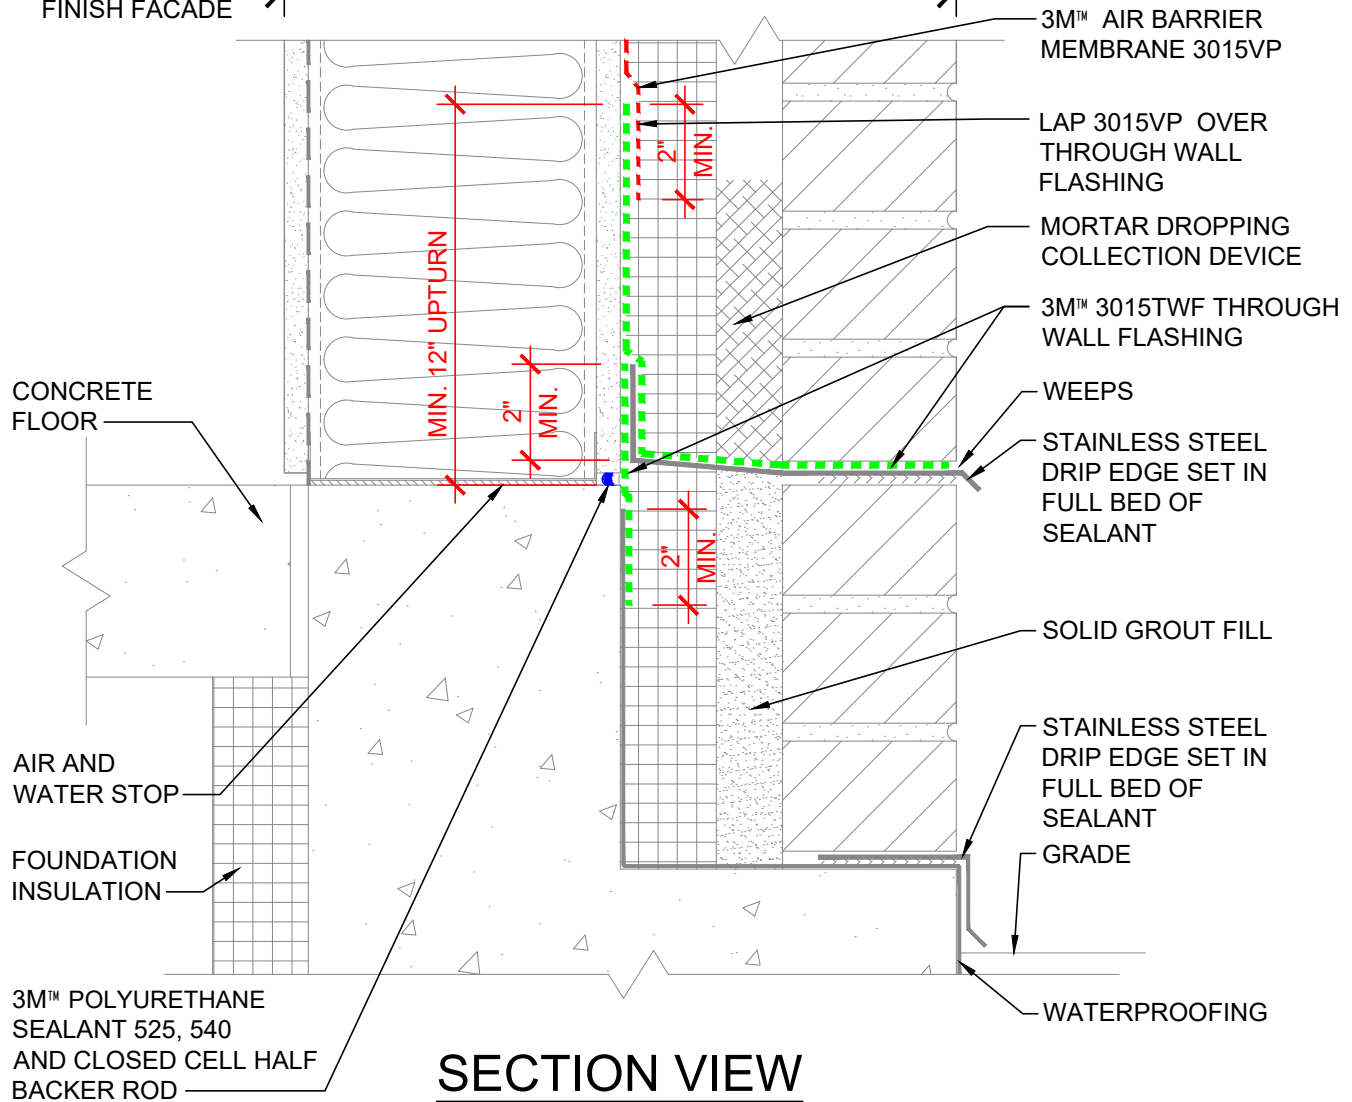 FINISH FACADE
3M™ AIR BARRIER
MEMBRANE 3015VP
LAP 3015VP OVER
THROUGH WALL
FLASHING
MORTAR DROPPING
COLLECTION DEVICE
3M™ 3015TWF THROUGH
WALL FLASHING
WEEPS
STAINLESS STEEL
DRIP EDGE SET IN
FULL BED OF
SEALANT
SOLID GROUT FILL
STAINLESS STEEL
DRIP EDGE SET IN
FULL BED OF
SEALANT
GRADE
WATERPROOFING
MIN. 12" UPTURN
2"
MIN.
2"
MIN.
2"
MIN.
CONCRETE
FLOOR
AIR AND
WATER STOP
FOUNDATION
INSULATION
3M™ POLYURETHANE
SEALANT 525, 540
AND CLOSED CELL HALF
BACKER ROD
SECTION VIEW